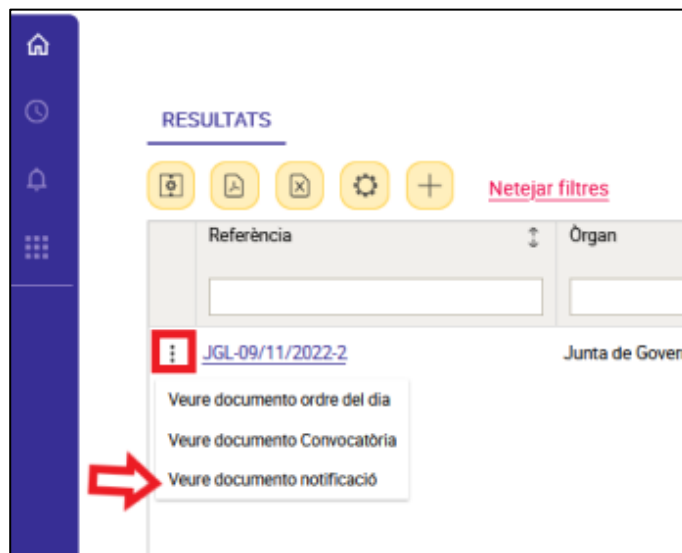 RESULTATS
Netejar filtres
Referència Òrgan
JGL-09/11/2022-2 Junta de Gover
Veure documento ordre del dia
Veure documento Convocatòria
Veure documento notificació